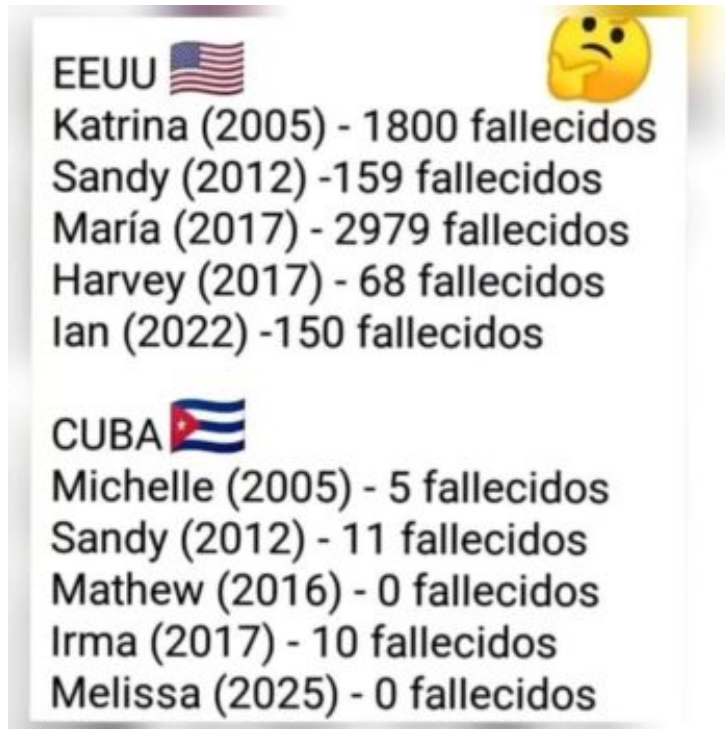 EEUU 🇺🇸
Katrina (2005) - 1800 fallecidos
Sandy (2012) -159 fallecidos
María (2017) - 2979 fallecidos
Harvey (2017) - 68 fallecidos
Ian (2022) -150 fallecidos
CUBA 🇨🇺
Michelle (2005) - 5 fallecidos
Sandy (2012) - 11 fallecidos
Mathew (2016) - 0 fallecidos
Irma (2017) - 10 fallecidos
Melissa (2025) - 0 fallecidos